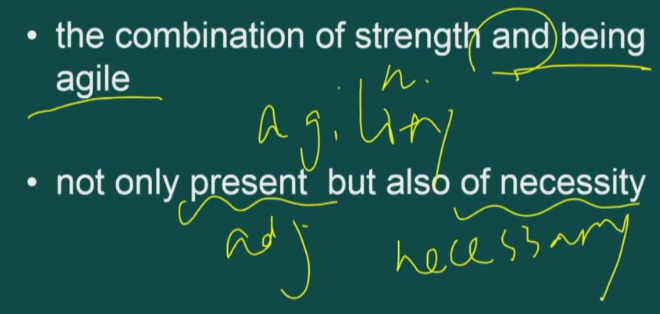 • the combination of strength and being
agile
n.
agility
• not only present but also of necessity
adj necessary